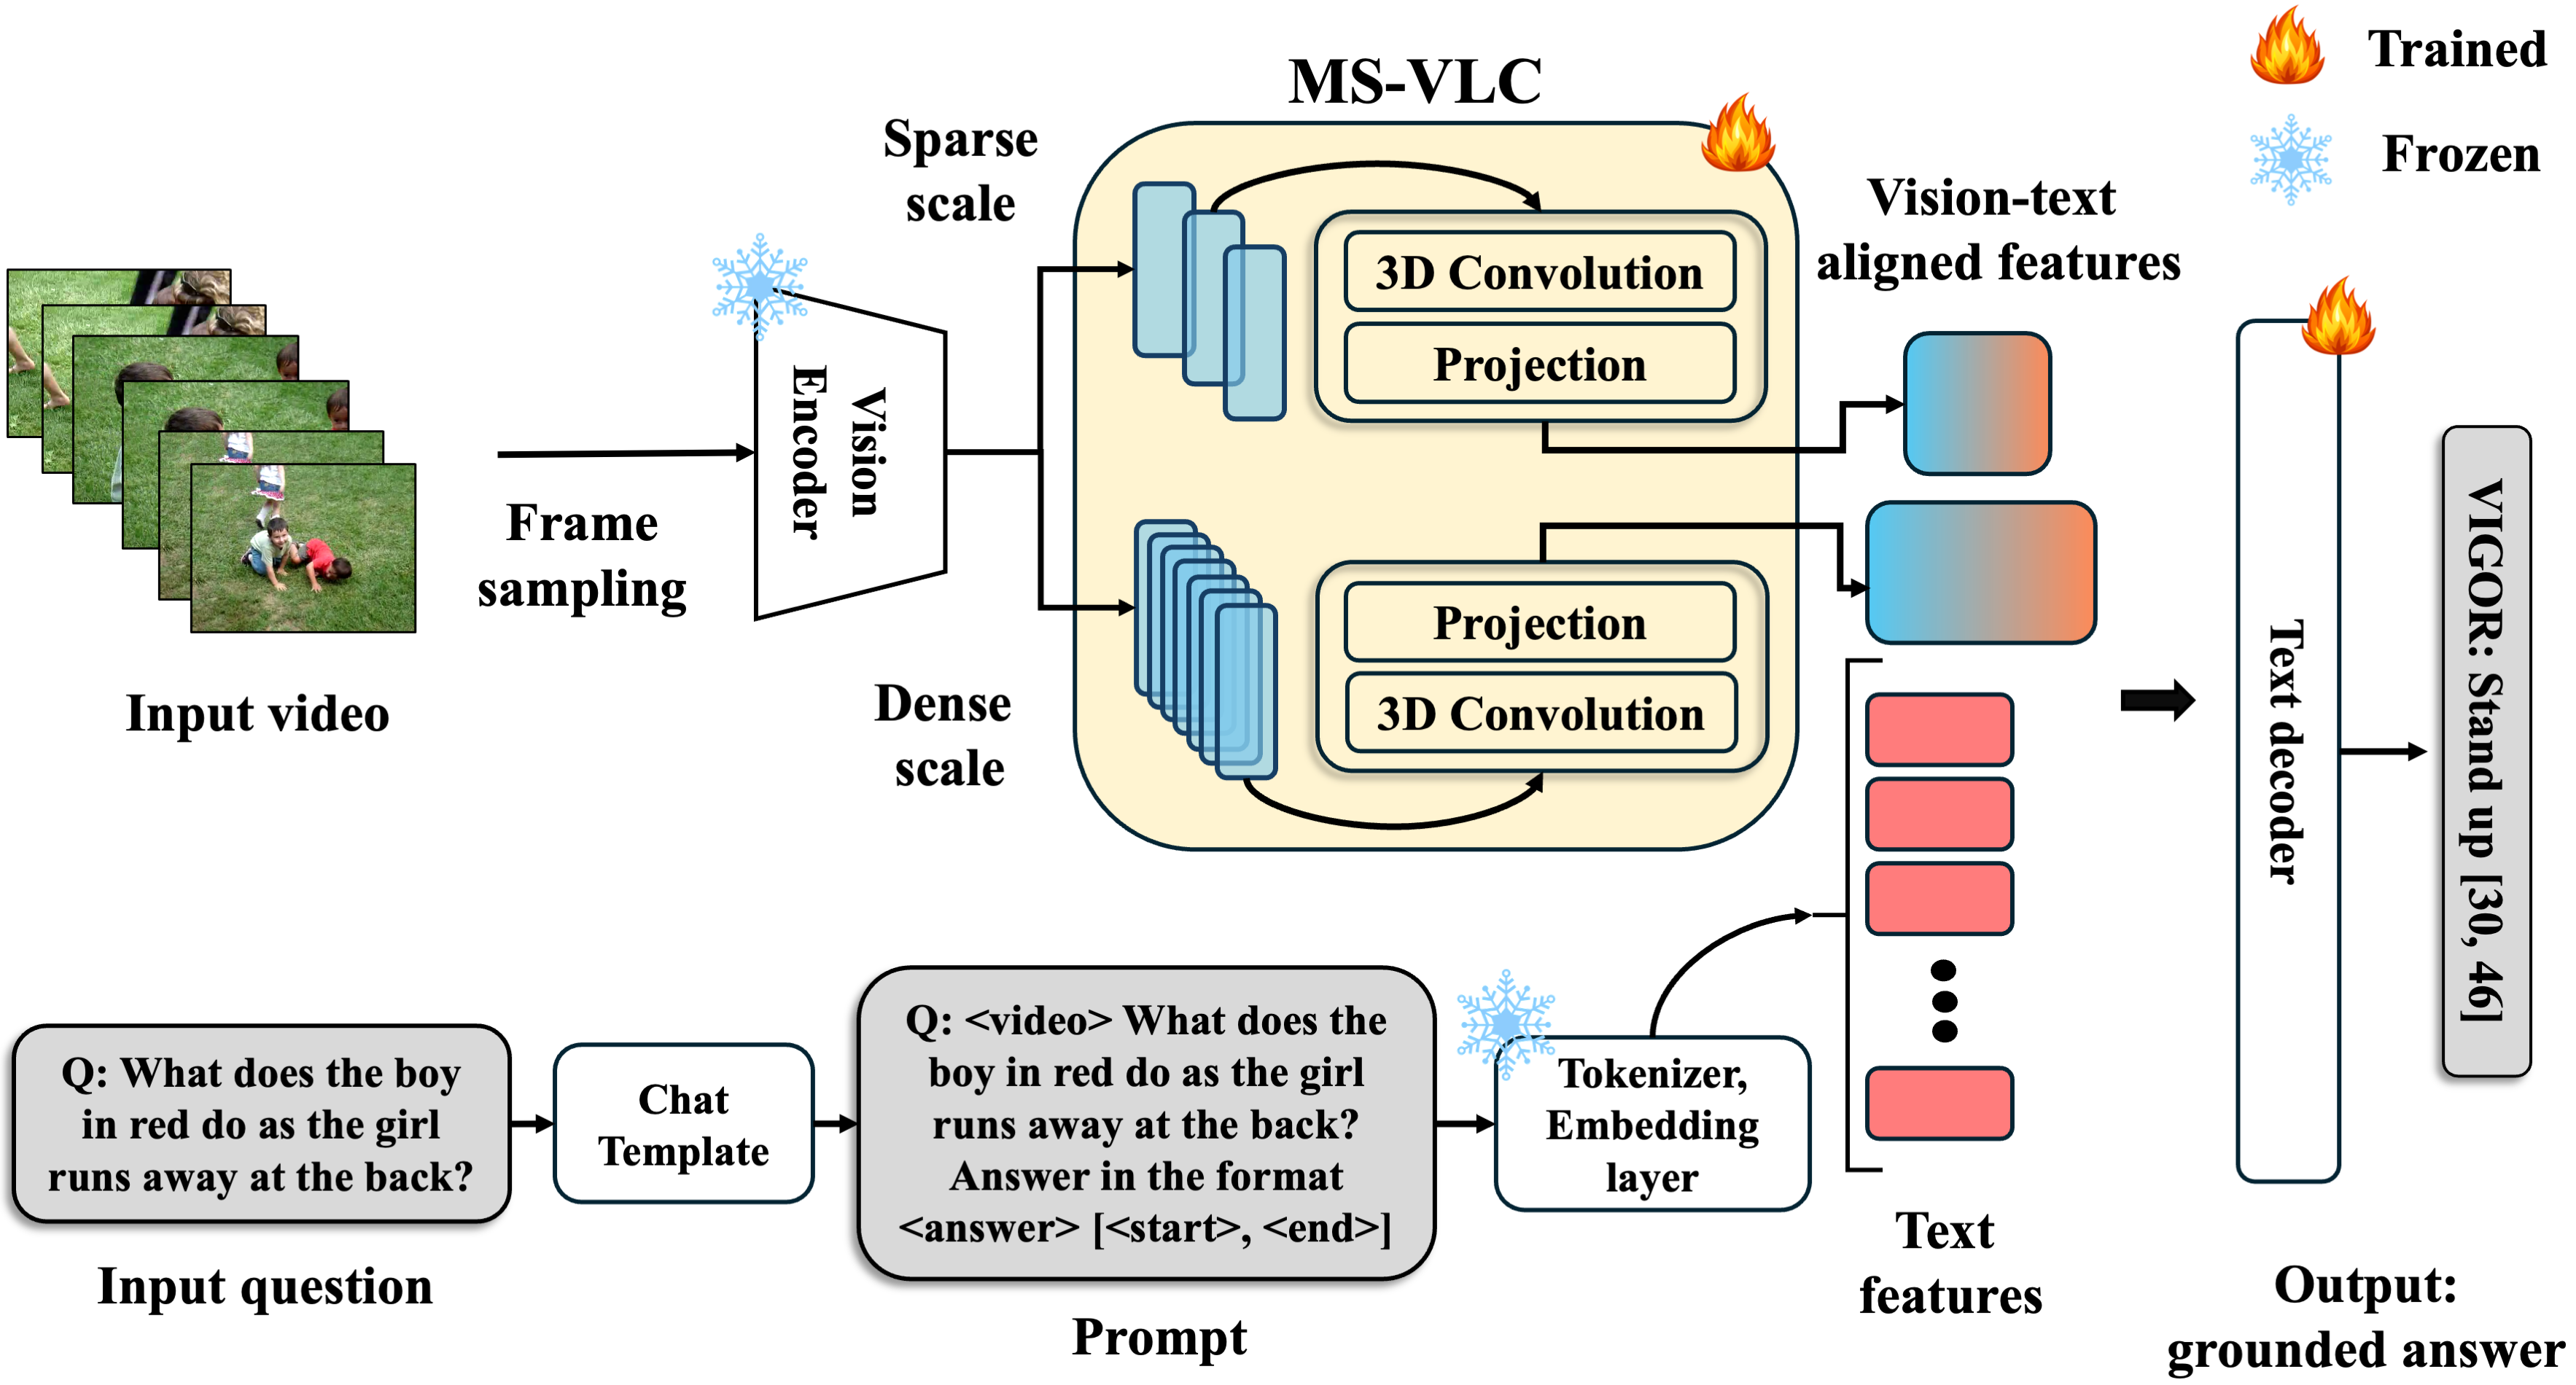 Trained
Frozen
MS-VLC
Sparse
scale
3D Convolution
Projection
Vision-text
aligned features
Vision
Encoder
Frame
sampling
Input video
Dense
scale
Projection
3D Convolution
Text decoder
VIGOR: Stand up [30, 46]
Q: What does the boy
in red do as the girl
runs away at the back?
Input question
Chat
Template
Q: <video> What does the
boy in red do as the girl
runs away at the back?
Answer in the format
<answer> [<start>, <end>]
Prompt
Tokenizer,
Embedding
layer
Text
features
Output:
grounded answer